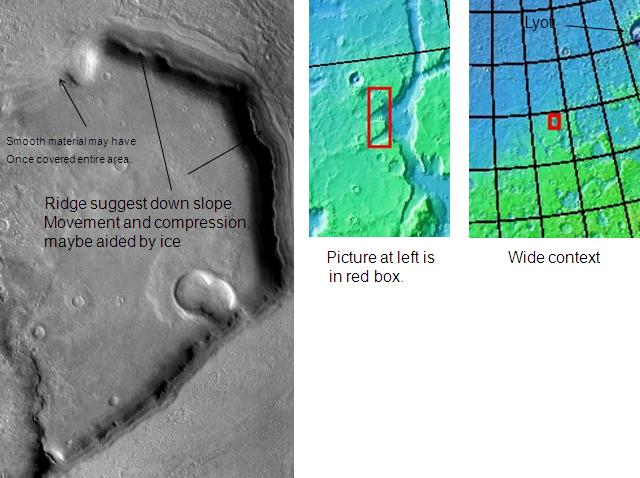 Smooth material may have
Once covered entire area.
Ridge suggest down slope
Movement and compression
maybe aided by ice
Picture at left is
in red box.
Lyot
Wide context